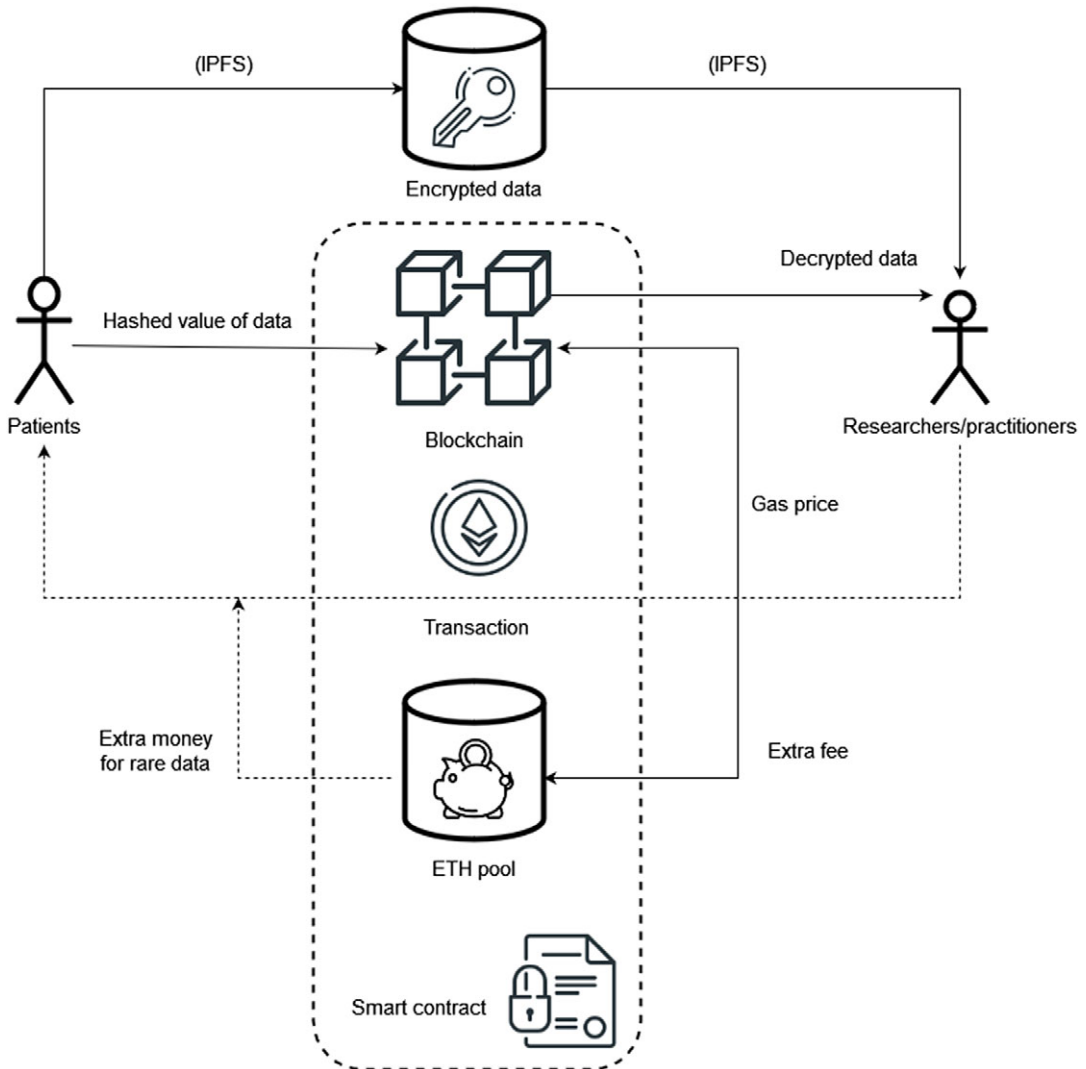 (IPFS)
(IPFS)
Encrypted data
Decrypted data
Hashed value of data
Patients
Researchers/practitioners
Blockchain
Gas price
Transaction
Extra money
for rare data
Extra fee
ETH pool
Smart contract